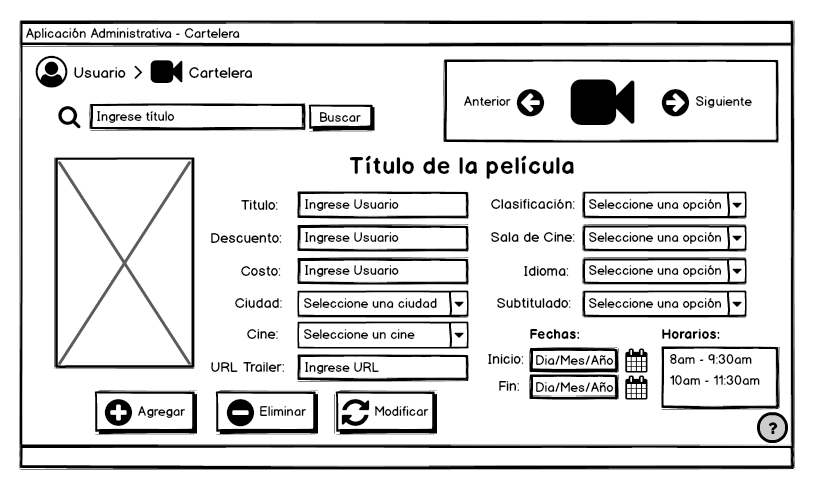 Aplicación Administrativa - Cartelera
Usuario > Cartelera
Ingrese título
Buscar
Anterior
Siguiente
Título de la película
Titulo: Ingrese Usuario
Descuento: Ingrese Usuario
Costo: Ingrese Usuario
Ciudad: Seleccione una ciudad
Cine: Seleccione un cine
URL Trailer: Ingrese URL
Clasificación: Seleccione una opción
Sala de Cine: Seleccione una opción
Idioma: Seleccione una opción
Subtitulado: Seleccione una opción
Fechas:
Inicio: Dia/Mes/Año
Fin: Dia/Mes/Año
Horarios:
8am - 9:30am
10am - 11:30am
Agregar
Eliminar
Modificar
?